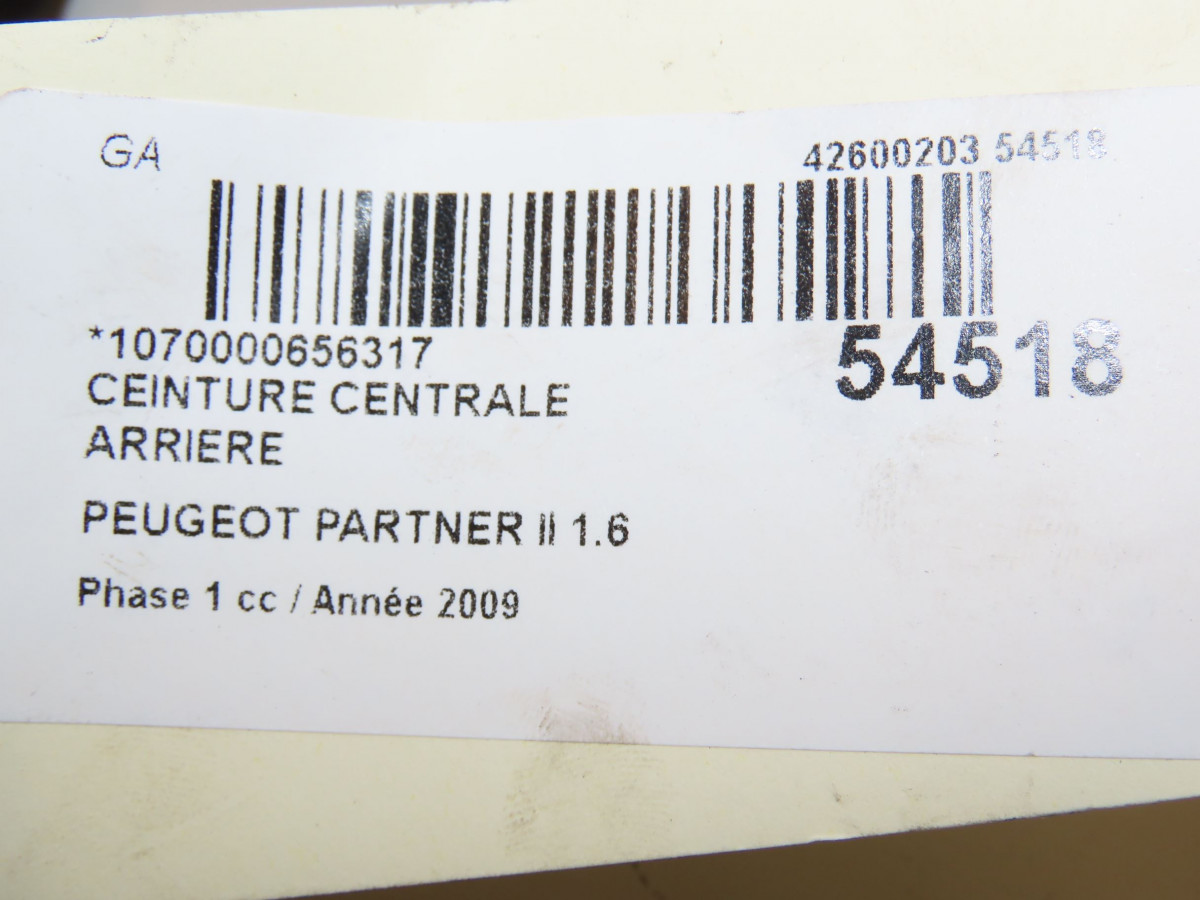 GA
42600203 54518
*1070000656317
54518
CEINTURE CENTRALE
ARRIERE
PEUGEOT PARTNER II 1.6
Phase 1 cc / Année 2009